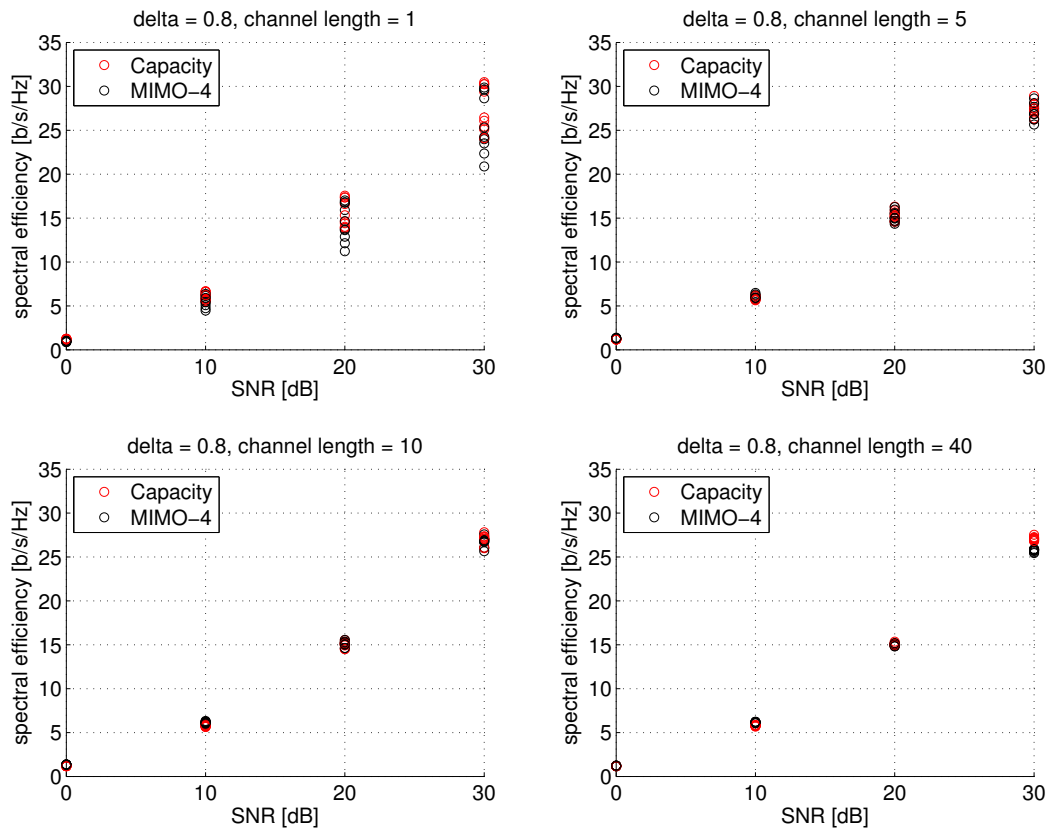 delta = 0.8, channel length = 1
spectral efficiency [b/s/Hz]
35
30
25
20
15
10
5
0
Capacity
MIMO−4
0 10 20 30
SNR [dB]
delta = 0.8, channel length = 5
spectral efficiency [b/s/Hz]
35
30
25
20
15
10
5
0
Capacity
MIMO−4
0 10 20 30
SNR [dB]
delta = 0.8, channel length = 10
spectral efficiency [b/s/Hz]
35
30
25
20
15
10
5
0
Capacity
MIMO−4
0 10 20 30
SNR [dB]
delta = 0.8, channel length = 40
spectral efficiency [b/s/Hz]
35
30
25
20
15
10
5
0
Capacity
MIMO−4
0 10 20 30
SNR [dB]